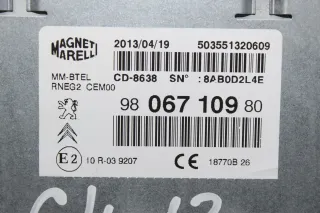 MAGNETI MARELLI
2013/04/19 503551320609
MM-BTEL CD-8638 SN° : 8AB0D2L4E
RNEG2 CEM00
98 067 109 80
E2 10 R-03 9207 CE 18770B 26